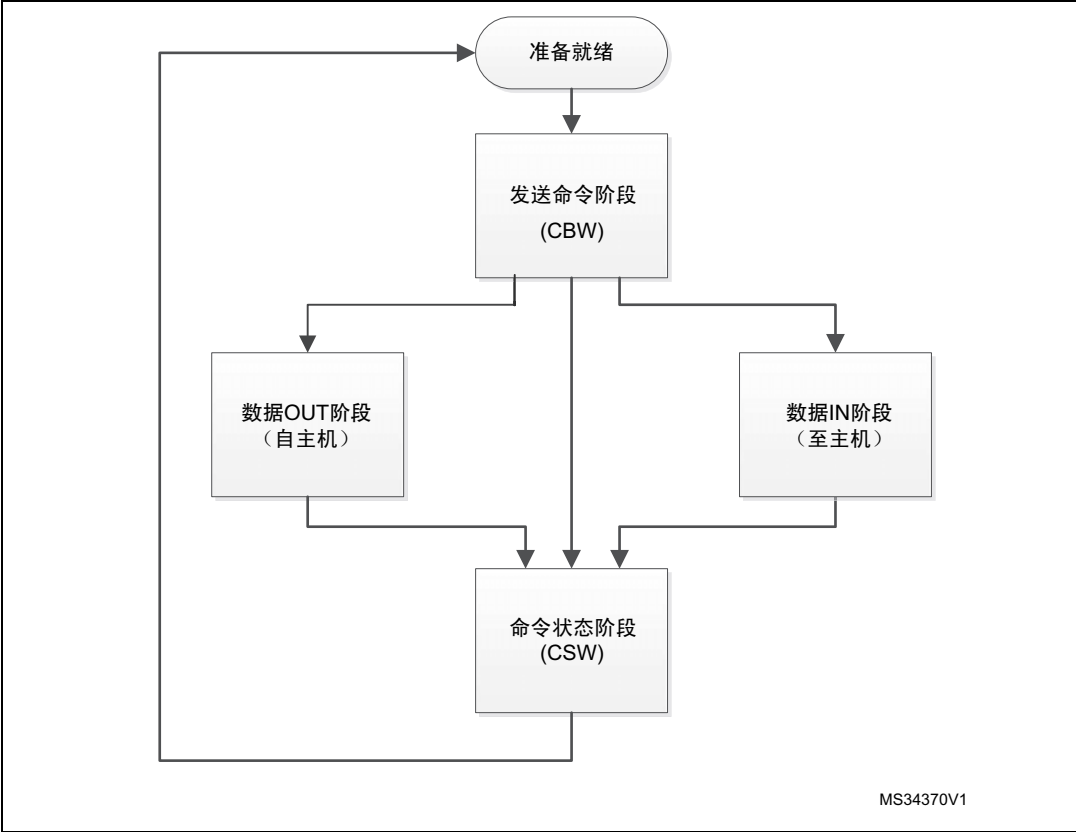 准备就绪
发送命令阶段
(CBW)
数据OUT阶段
（自主机）
数据IN阶段
（至主机）
命令状态阶段
(CSW)
MS34370V1